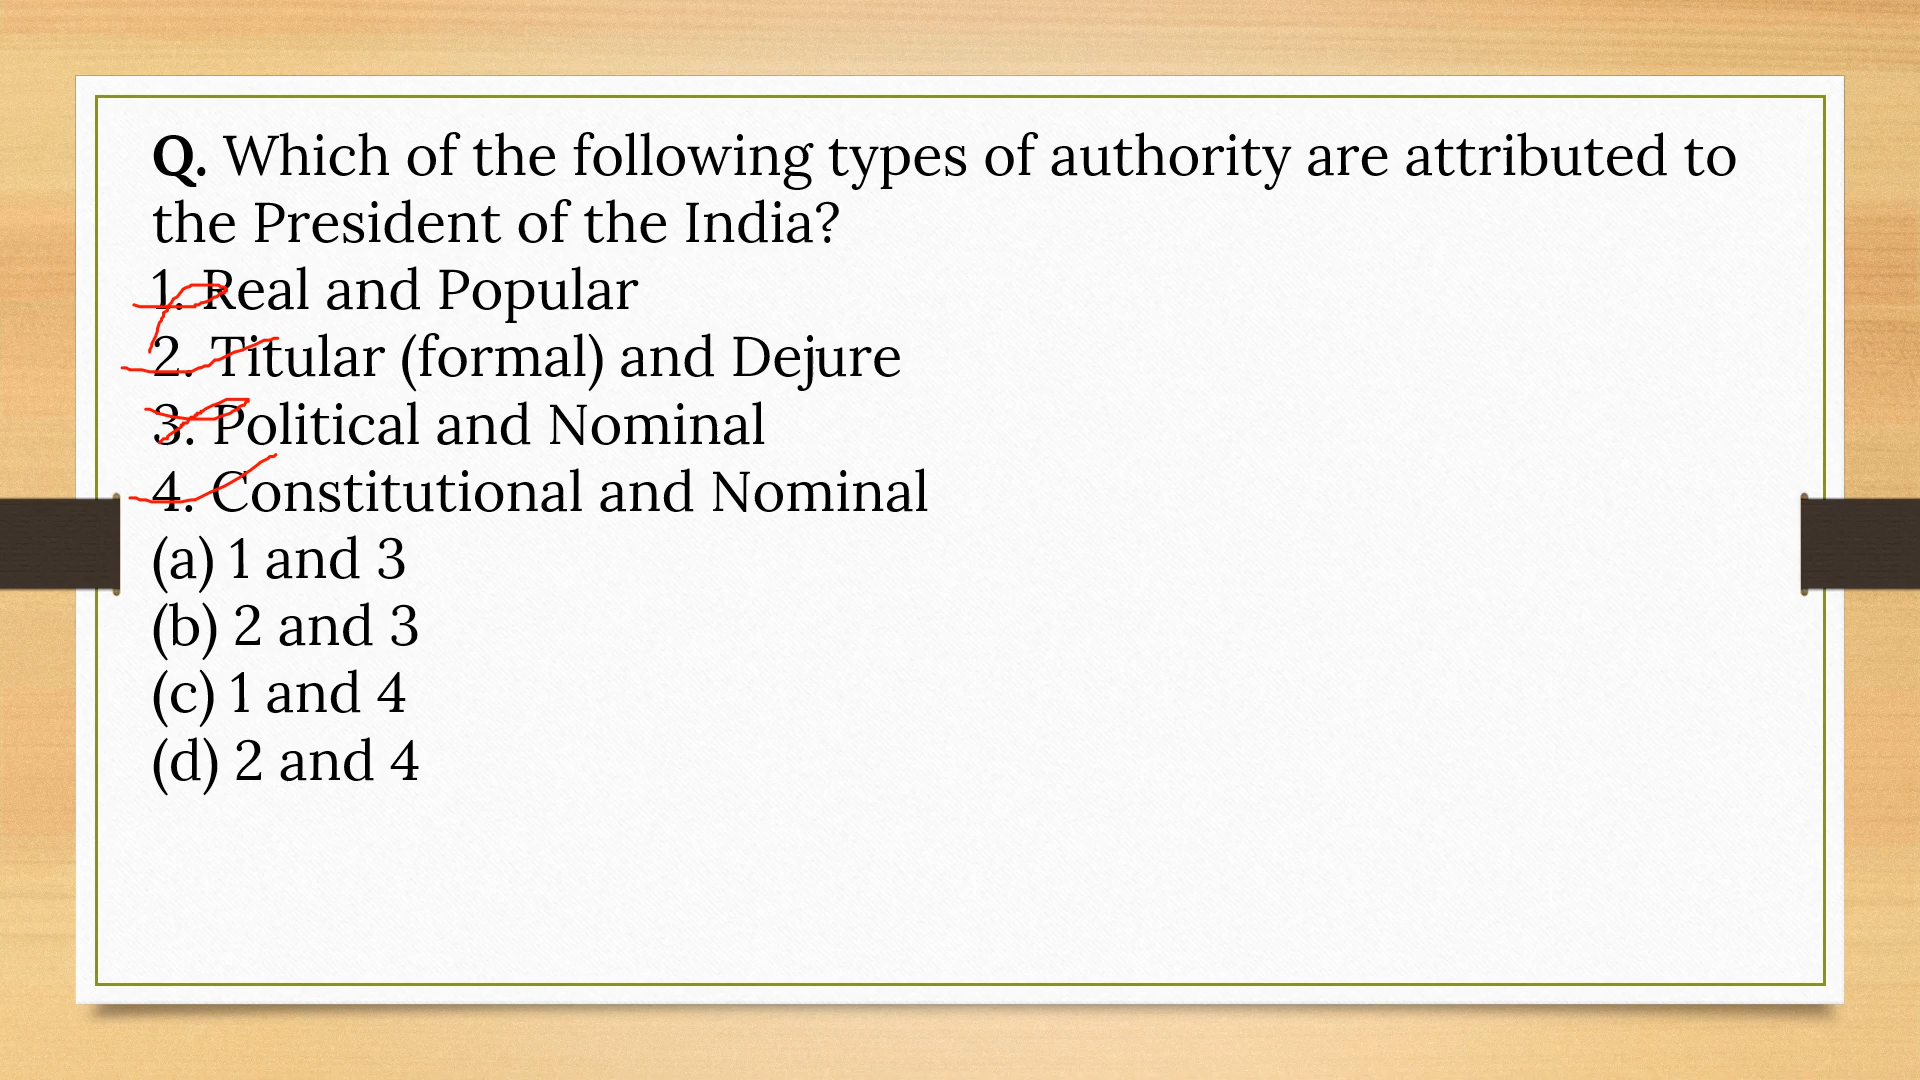 Q. Which of the following types of authority are attributed to
the President of the India?
1. Real and Popular
2. Titular (formal) and Dejure
3. Political and Nominal
4. Constitutional and Nominal
(a) 1 and 3
(b) 2 and 3
(c) 1 and 4
(d) 2 and 4